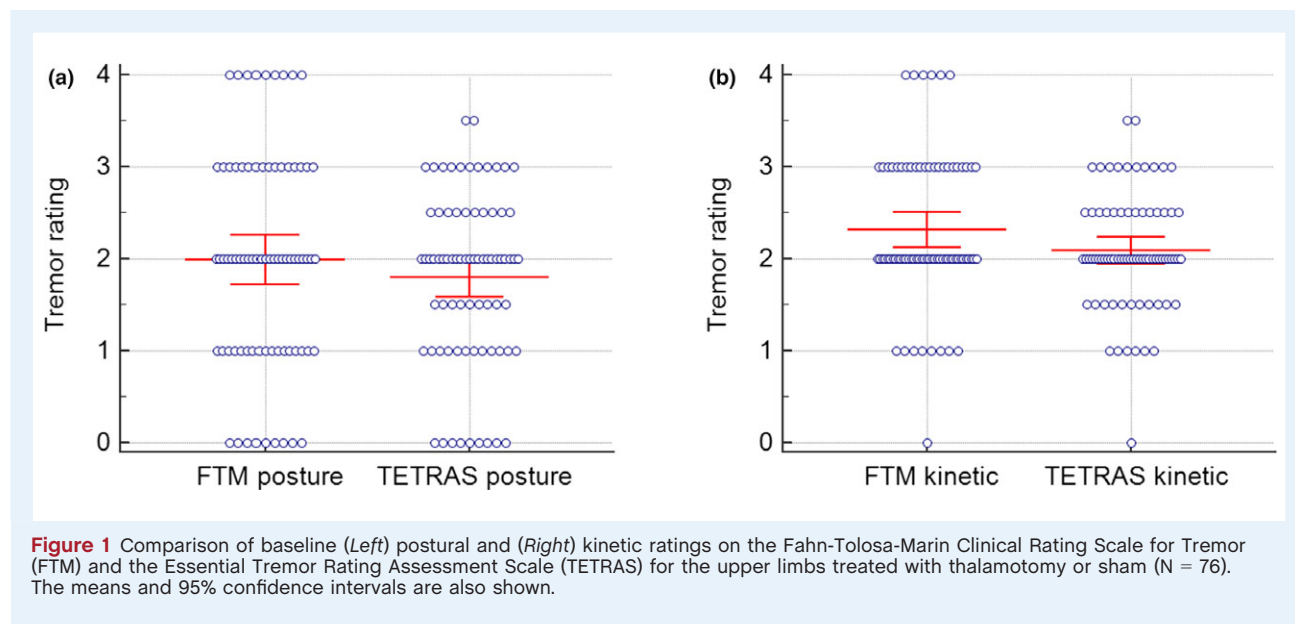 (a)
Tremor rating
4
3
2
1
0
FTM posture TETRAS posture
(b)
Tremor rating
4
3
2
1
0
FTM kinetic TETRAS kinetic
Figure 1 Comparison of baseline (Left) postural and (Right) kinetic ratings on the Fahn-Tolosa-Marin Clinical Rating Scale for Tremor
(FTM) and the Essential Tremor Rating Assessment Scale (TETRAS) for the upper limbs treated with thalamotomy or sham (N = 76).
The means and 95% confidence intervals are also shown.